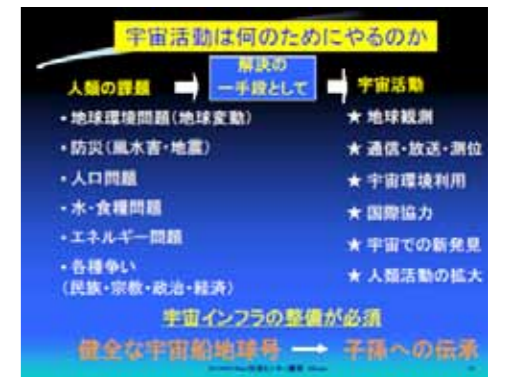 宇宙活動は何のためにやるのか
人類の課題
解決の
一手段として
宇宙活動
・地球環境問題(地球変動)
・防災(風水害・地震)
・人口問題
・水・食糧問題
・エネルギー問題
・各種争い
(民族・宗教・政治・経済)
★ 地球観測
★ 通信・放送・測位
★ 宇宙環境利用
★ 国際協力
★ 宇宙での新発見
★ 人類活動の拡大
宇宙インフラの整備が必須
健全な宇宙船地球号 → 子孫への伝承